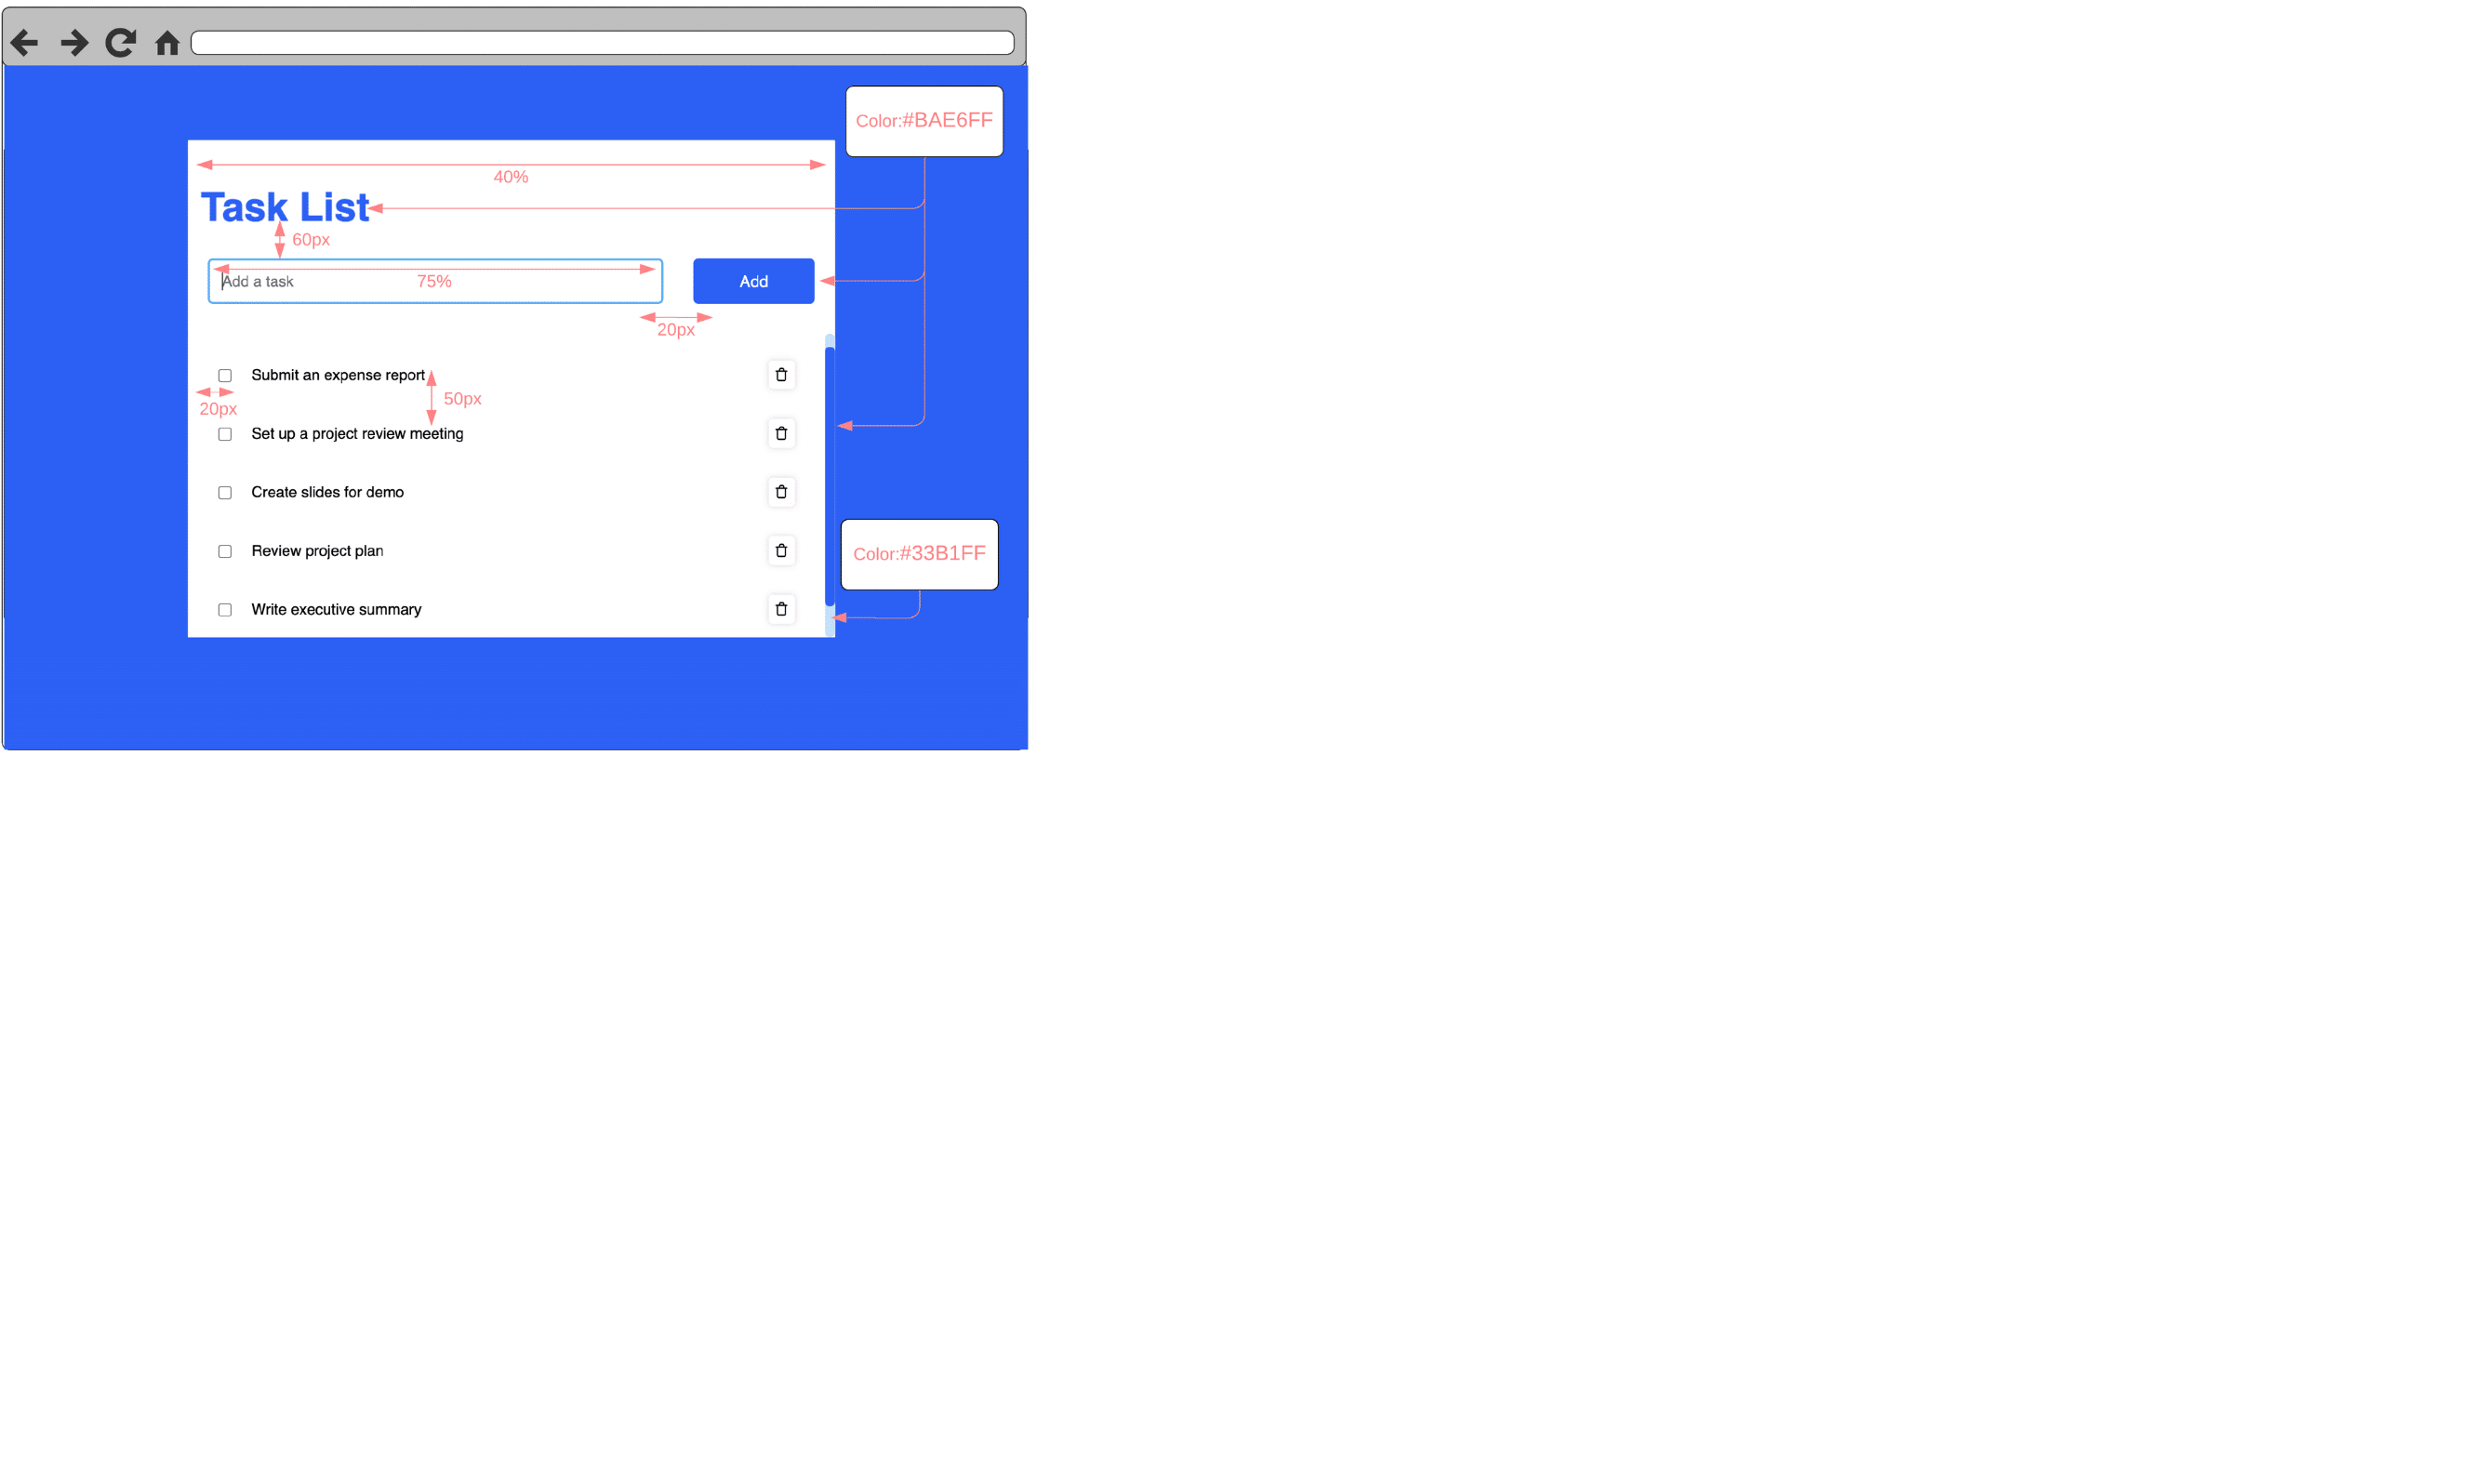 Color:#BAE6FF
40%
Task List
60px
Add a task
75%
Add
20px
Submit an expense report
20px
50px
Set up a project review meeting
Create slides for demo
Review project plan
Color:#33B1FF
Write executive summary